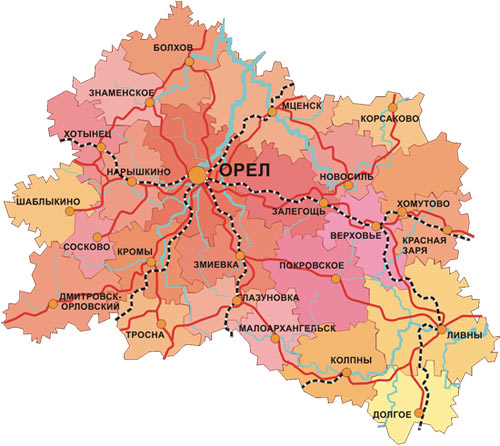 БОЛХОВ
ЗНАМЕНСКОЕ
МЦЕНСК
КОРСАКОВО
ХОТЫНЕЦ
НАРЫШКИНО
ОРЕЛ
НОВОСИЛЬ
ШАБЛЫКИНО
ЗАЛЕГОЩЬ
ХОМУТОВО
СОСКОВО
ВЕРХОВЬЕ
КРАСНАЯ
ЗАРЯ
КРОМЫ
ЗМИЕВКА
ПОКРОВСКОЕ
ДМИТРОВСК-
ОРЛОВСКИЙ
ЛАЗУНОВКА
ТРОСНА
МАЛОАРХАНГЕЛЬСК
ЛИВНЫ
КОЛПНЫ
ДОЛГОЕ